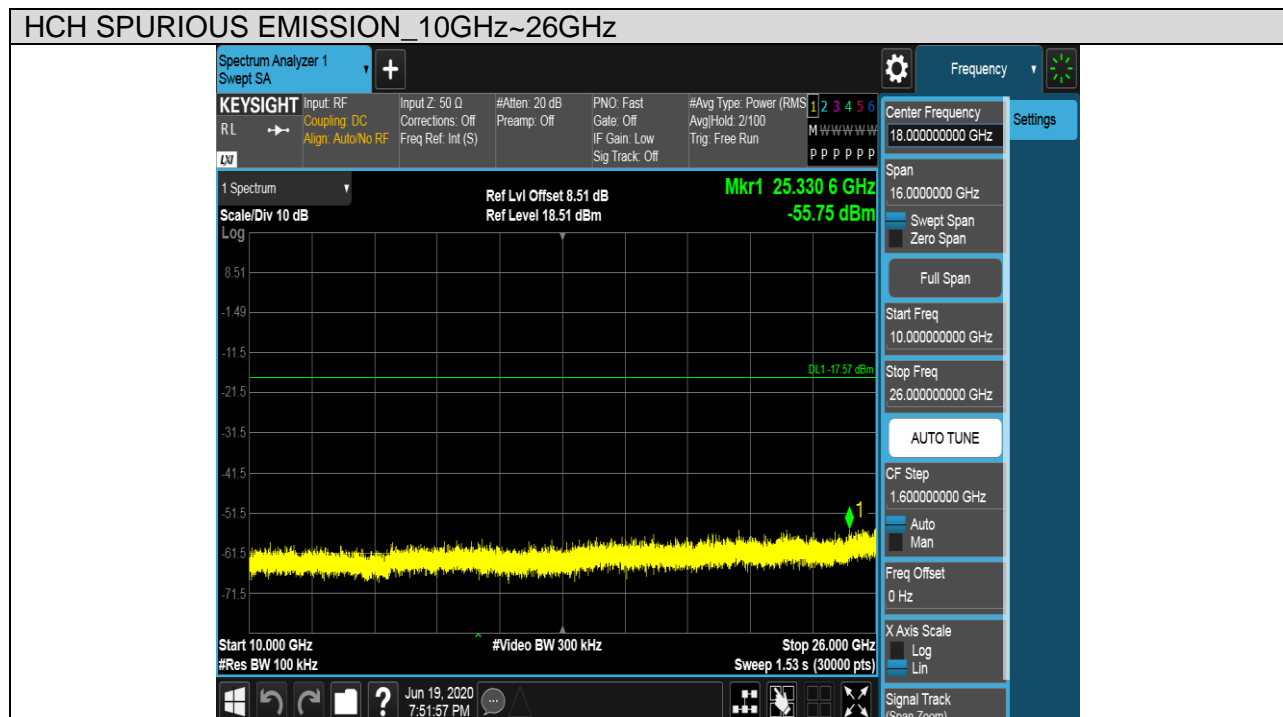 HCH SPURIOUS EMISSION_10GHz~26GHz
Spectrum Analyzer 1
Swept SA
+
Frequency
KEYSIGHT
RL
LXI
Input: RF
Coupling: DC
Align: Auto/No RF
Input Z: 50 Ω
Corrections: Off
Freq Ref: Int (S)
#Atten: 20 dB
Preamp: Off
PNO: Fast
Gate: Off
IF Gain: Low
Sig Track: Off
#Avg Type: Power (RMS
Avg|Hold: 2/100
Trig: Free Run
1 2 3 4 5 6
M W W W W W
P P P P P P
1 Spectrum
Scale/Div 10 dB
Ref Lvl Offset 8.51 dB
Ref Level 18.51 dBm
Mkr1 25.330 6 GHz
-55.75 dBm
Log
8.51
-1.49
-11.5
DL1 -17.57 dBm
-21.5
-31.5
-41.5
-51.5
1
-61.5
-71.5
Start 10.000 GHz
#Res BW 100 kHz
#Video BW 300 kHz
Stop 26.000 GHz
Sweep 1.53 s (30000 pts)
?
Jun 19, 2020
7:51:57 PM
Center Frequency
18.000000000 GHz
Settings
Span
16.0000000 GHz
Swept Span
Zero Span
Full Span
Start Freq
10.000000000 GHz
Stop Freq
26.000000000 GHz
AUTO TUNE
CF Step
1.600000000 GHz
Auto
Man
Freq Offset
0 Hz
X Axis Scale
Log
Lin
Signal Track
(Span Zoom)